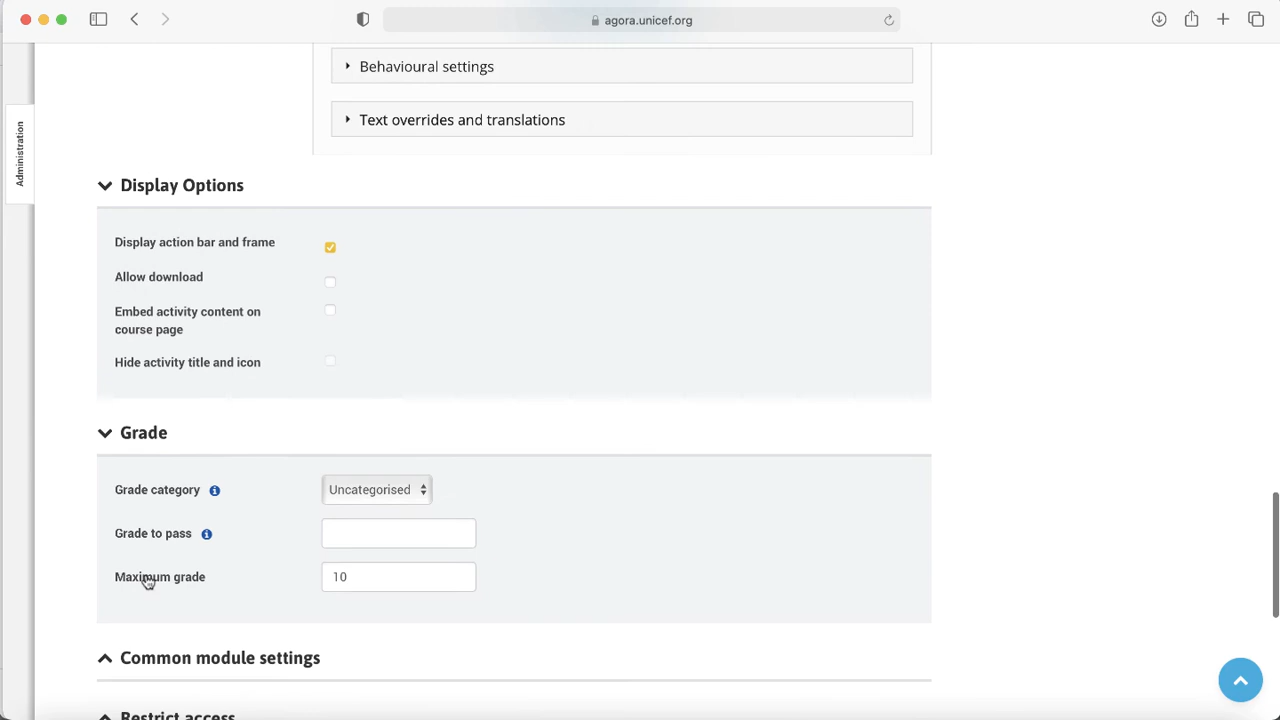 agora.unicef.org
Administration
Behavioural settings
Text overrides and translations
Display Options
Display action bar and frame
Allow download
Embed activity content on
course page
Hide activity title and icon
Grade
Grade category
Uncategorised
Grade to pass
Maximum grade
10
Common module settings
Restrict access